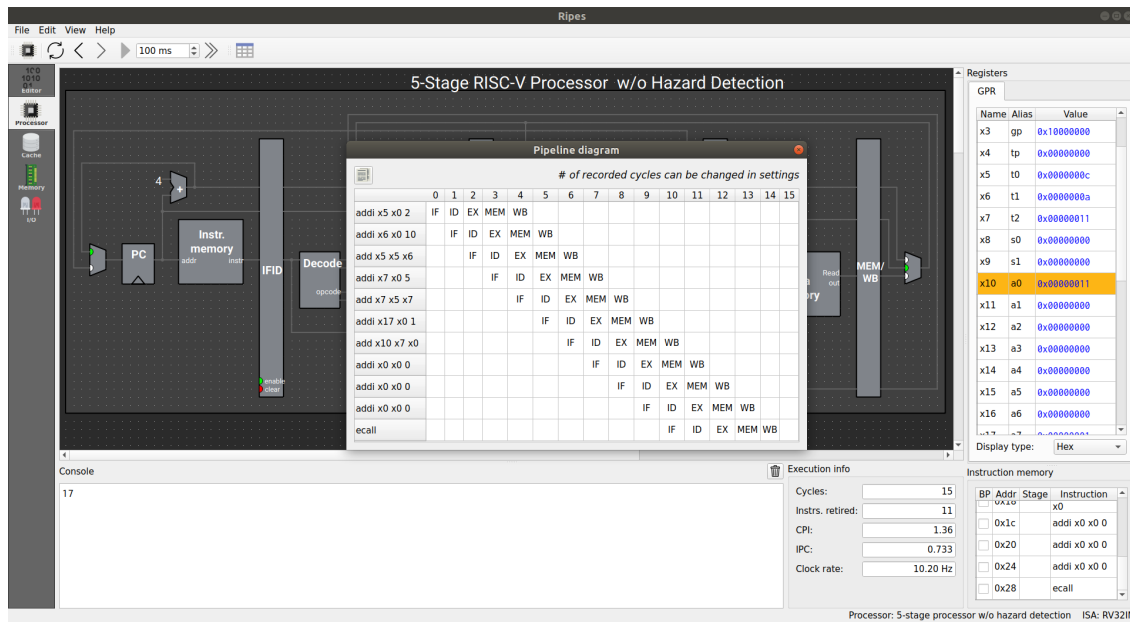 Ripes
File Edit View Help
100 ms
Editor
Processor
Cache
Memory
I/O
5-Stage RISC-V Processor w/o Hazard Detection
4
+
PC
Instr. memory
addr
instr
IFID
enable
clear
Decode
opcode
Read out
MEM/WB
Pipeline diagram
# of recorded cycles can be changed in settings
0 1 2 3 4 5 6 7 8 9 10 11 12 13 14 15
addi x5 x0 2 IF ID EX MEM WB
addi x6 x0 10 IF ID EX MEM WB
add x5 x5 x6 IF ID EX MEM WB
addi x7 x0 5 IF ID EX MEM WB
add x7 x5 x7 IF ID EX MEM WB
addi x17 x0 1 IF ID EX MEM WB
add x10 x7 x0 IF ID EX MEM WB
addi x0 x0 0 IF ID EX MEM WB
addi x0 x0 0 IF ID EX MEM WB
addi x0 x0 0 IF ID EX MEM WB
ecall IF ID EX MEM WB
Registers
GPR
Name Alias Value
x3 gp 0x10000000
x4 tp 0x00000000
x5 t0 0x0000000c
x6 t1 0x0000000a
x7 t2 0x00000011
x8 s0 0x00000000
x9 s1 0x00000000
x10 a0 0x00000011
x11 a1 0x00000000
x12 a2 0x00000000
x13 a3 0x00000000
x14 a4 0x00000000
x15 a5 0x00000000
x16 a6 0x00000000
Display type: Hex
Console
17
Execution info
Cycles: 15
Instrs. retired: 11
CPI: 1.36
IPC: 0.733
Clock rate: 10.20 Hz
Instruction memory
BP Addr Stage Instruction
x0
0x1c addi x0 x0 0
0x20 addi x0 x0 0
0x24 addi x0 x0 0
0x28 ecall
Processor: 5-stage processor w/o hazard detection ISA: RV32IM